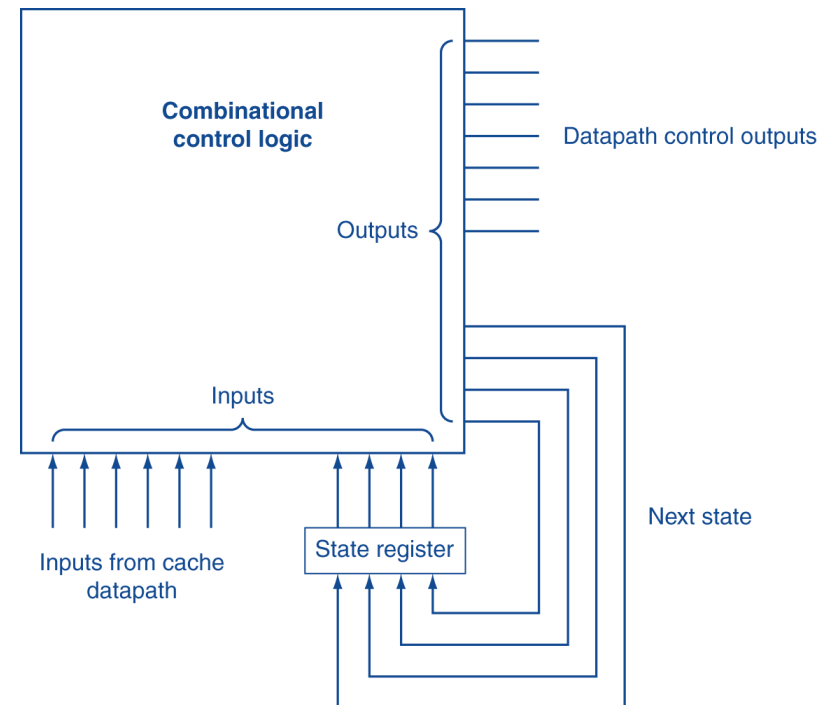 Combinational
control logic
Datapath control outputs
Outputs
Inputs
Next state
State register
Inputs from cache
datapath